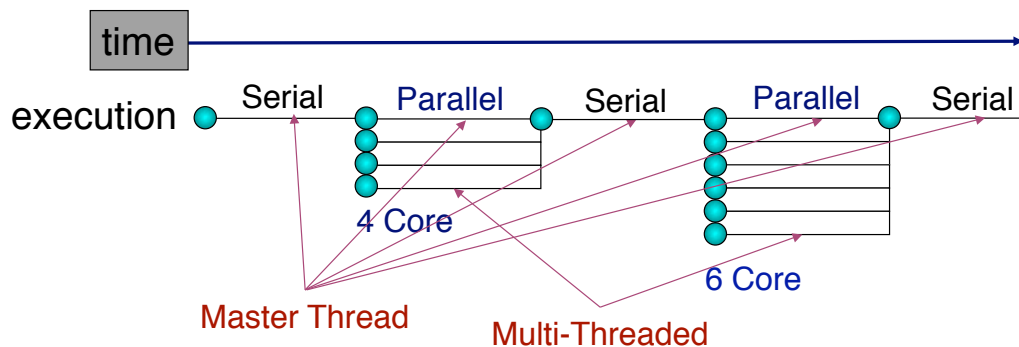 time
execution
Serial
Parallel
Serial
Parallel
Serial
4 Core
6 Core
Master Thread
Multi-Threaded